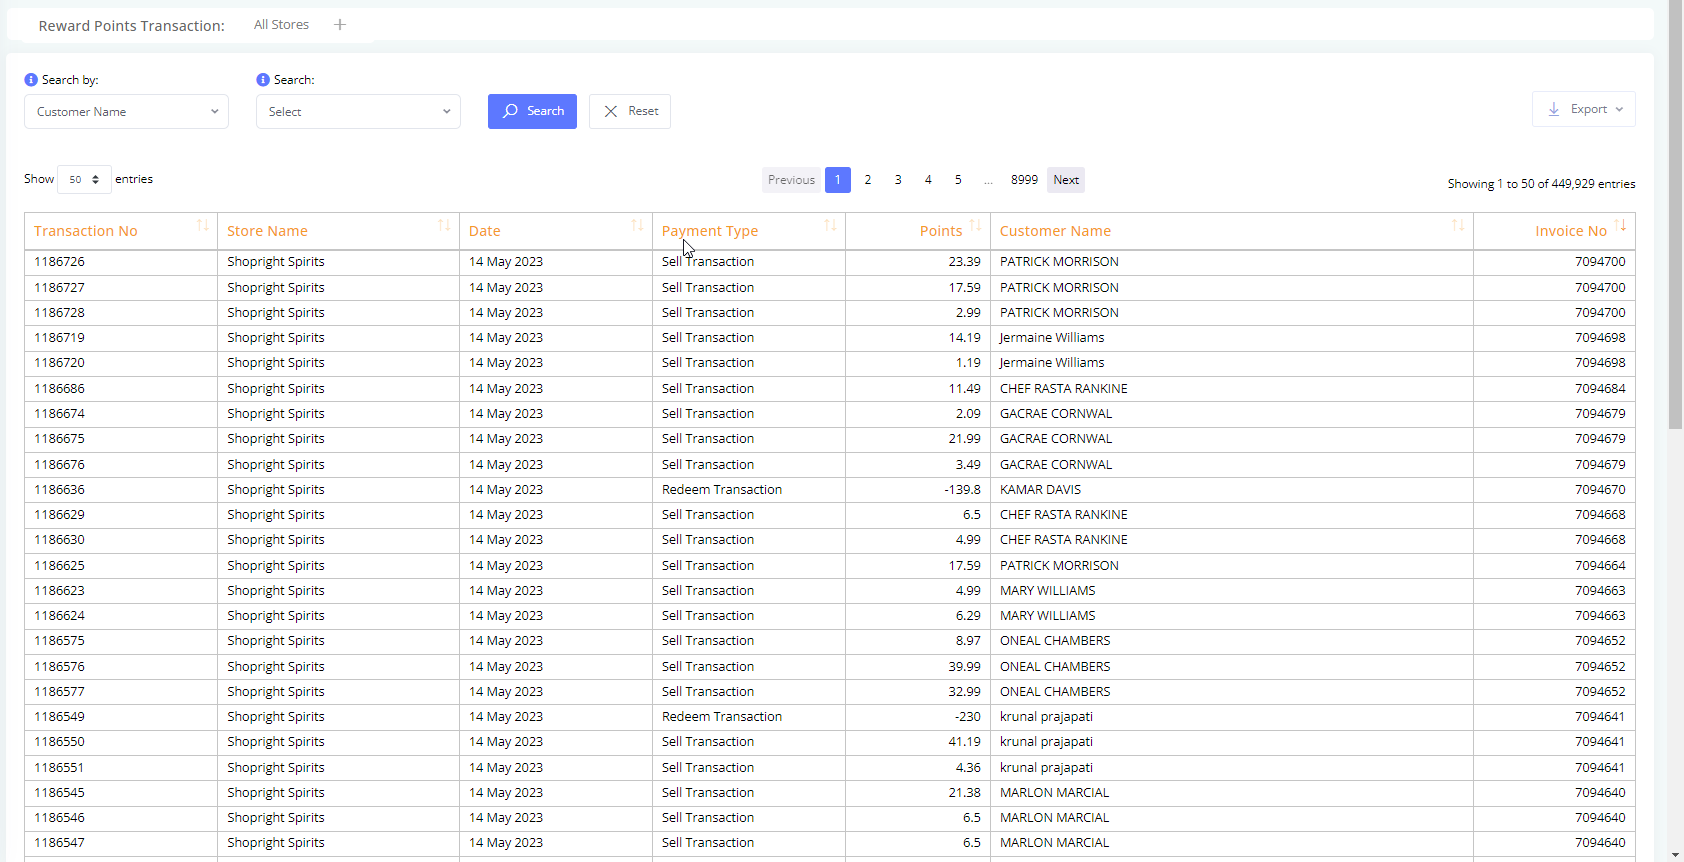 Reward Points Transaction: All Stores
Search by: Search:
Customer Name Select Search Reset Export
Show 50 entries Previous 1 2 3 4 5 ... 8999 Next Showing 1 to 50 of 449,929 entries
Transaction No Store Name Date Payment Type Points Customer Name Invoice No
1186726 Shopright Spirits 14 May 2023 Sell Transaction 23.39 PATRICK MORRISON 7094700
1186727 Shopright Spirits 14 May 2023 Sell Transaction 17.59 PATRICK MORRISON 7094700
1186728 Shopright Spirits 14 May 2023 Sell Transaction 2.99 PATRICK MORRISON 7094700
1186719 Shopright Spirits 14 May 2023 Sell Transaction 14.19 Jermaine Williams 7094698
1186720 Shopright Spirits 14 May 2023 Sell Transaction 1.19 Jermaine Williams 7094698
1186686 Shopright Spirits 14 May 2023 Sell Transaction 11.49 CHEF RASTA RANKINE 7094684
1186674 Shopright Spirits 14 May 2023 Sell Transaction 2.09 GACRAE CORNWAL 7094679
1186675 Shopright Spirits 14 May 2023 Sell Transaction 21.99 GACRAE CORNWAL 7094679
1186676 Shopright Spirits 14 May 2023 Sell Transaction 3.49 GACRAE CORNWAL 7094679
1186636 Shopright Spirits 14 May 2023 Redeem Transaction -139.8 KAMAR DAVIS 7094670
1186629 Shopright Spirits 14 May 2023 Sell Transaction 6.5 CHEF RASTA RANKINE 7094668
1186630 Shopright Spirits 14 May 2023 Sell Transaction 4.99 CHEF RASTA RANKINE 7094668
1186625 Shopright Spirits 14 May 2023 Sell Transaction 17.59 PATRICK MORRISON 7094664
1186623 Shopright Spirits 14 May 2023 Sell Transaction 4.99 MARY WILLIAMS 7094663
1186624 Shopright Spirits 14 May 2023 Sell Transaction 6.29 MARY WILLIAMS 7094663
1186575 Shopright Spirits 14 May 2023 Sell Transaction 8.97 ONEAL CHAMBERS 7094652
1186576 Shopright Spirits 14 May 2023 Sell Transaction 39.99 ONEAL CHAMBERS 7094652
1186577 Shopright Spirits 14 May 2023 Sell Transaction 32.99 ONEAL CHAMBERS 7094652
1186549 Shopright Spirits 14 May 2023 Redeem Transaction -230 krunal prajapati 7094641
1186550 Shopright Spirits 14 May 2023 Sell Transaction 41.19 krunal prajapati 7094641
1186551 Shopright Spirits 14 May 2023 Sell Transaction 4.36 krunal prajapati 7094641
1186545 Shopright Spirits 14 May 2023 Sell Transaction 21.38 MARLON MARCIAL 7094640
1186546 Shopright Spirits 14 May 2023 Sell Transaction 6.5 MARLON MARCIAL 7094640
1186547 Shopright Spirits 14 May 2023 Sell Transaction 6.5 MARLON MARCIAL 7094640